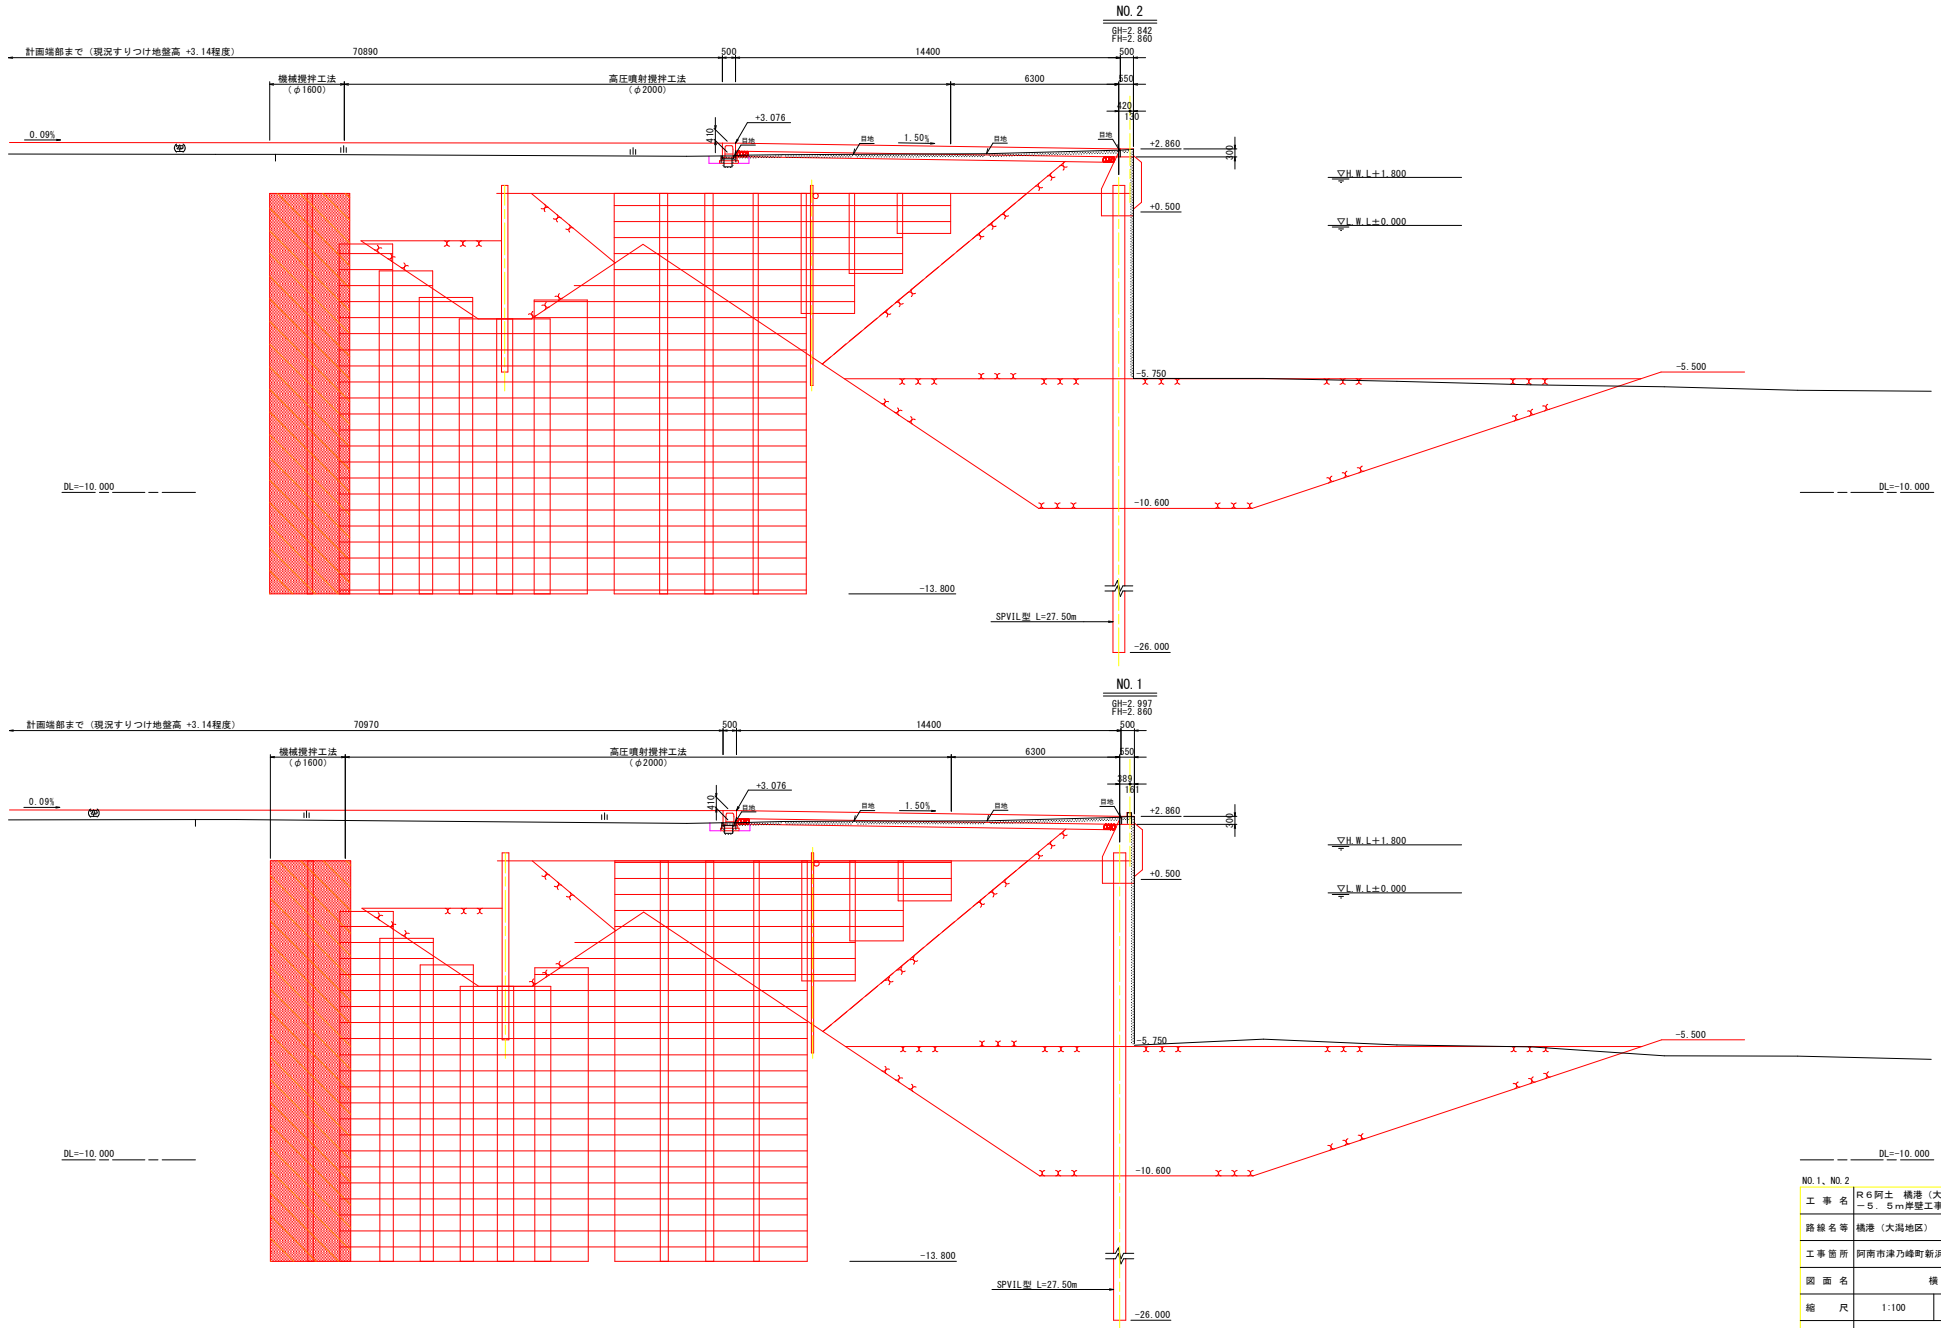 NO.2
GH=2.842
FH=2.860
計画端部まで（現況すりつけ地盤高 +3.14程度）
70890
500
14400
500
機械撹拌工法
（φ1600）
高圧噴射撹拌工法
（φ2000）
6300
550
420
130
0.09%
410
+3.076
目地
目地
1.50%
目地
目地
+2.860
300
▽H.W.L+1.800
+0.500
▽L.W.L±0.000
-5.750
-5.500
DL=-10.000
-10.600
DL=-10.000
-13.800
SPVIL型 L=27.50m
-26.000
NO.1
GH=2.997
FH=2.860
計画端部まで（現況すりつけ地盤高 +3.14程度）
70970
500
14400
500
機械撹拌工法
（φ1600）
高圧噴射撹拌工法
（φ2000）
6300
550
389
161
0.09%
410
+3.076
目地
目地
1.50%
目地
目地
+2.860
300
▽H.W.L+1.800
+0.500
▽L.W.L±0.000
-5.750
-5.500
DL=-10.000
-10.600
DL=-10.000
-13.800
SPVIL型 L=27.50m
-26.000
NO.1、NO.2
工事名 R6阿土 橘港（大
－5．5m岸壁工事
路線名等 橘港（大潟地区）
工事箇所 阿南市津乃峰町新浜
図面名 横
縮尺 1:100